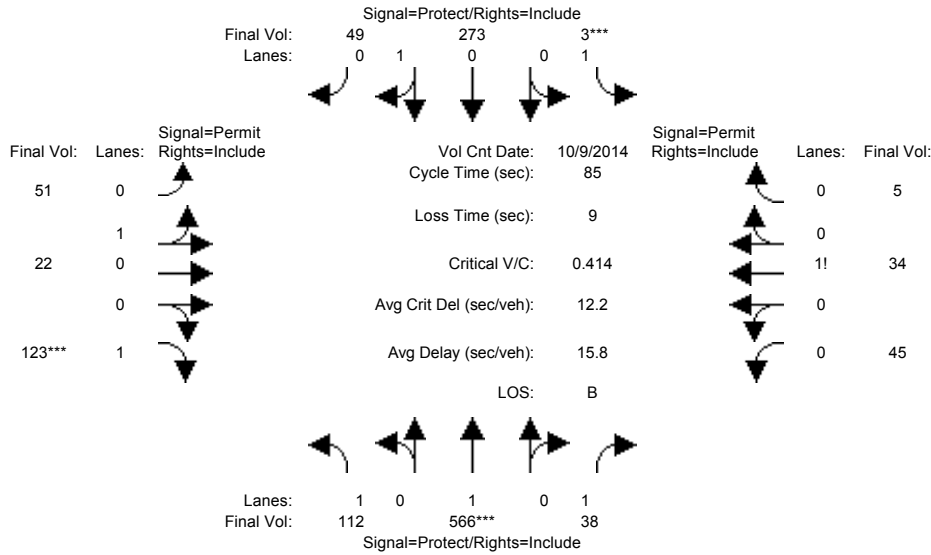 Signal=Protect/Rights=Include
Final Vol: 49 273 3***
Lanes: 0 1 0 0 1
Signal=Permit Signal=Permit
Final Vol: Lanes: Rights=Include Vol Cnt Date: 10/9/2014 Rights=Include Lanes: Final Vol:
Cycle Time (sec): 85
51 0 0 5
Loss Time (sec): 9
1 0
22 0 Critical V/C: 0.414 1! 34
0 Avg Crit Del (sec/veh): 12.2 0
123*** 1 Avg Delay (sec/veh): 15.8 0 45
LOS: B
Lanes: 1 0 1 0 1
Final Vol: 112 566*** 38
Signal=Protect/Rights=Include